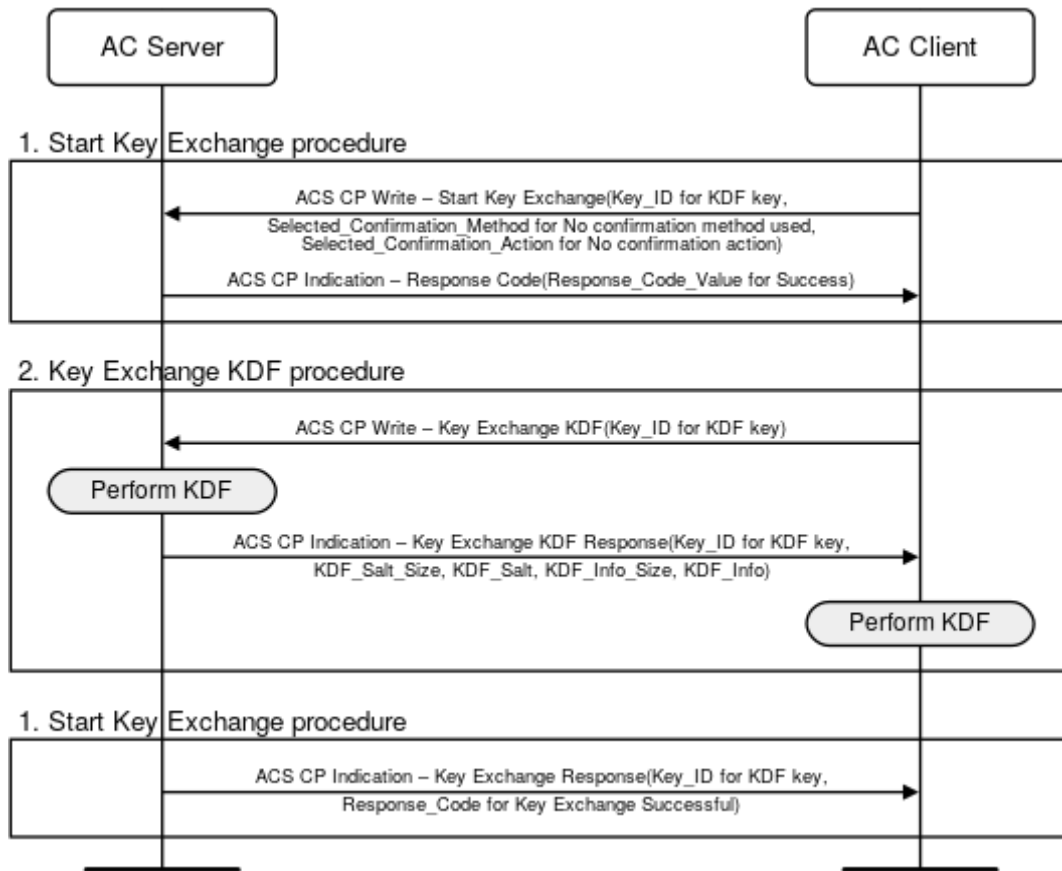 AC Server
AC Client
1. Start Key Exchange procedure
ACS CP Write – Start Key Exchange(Key_ID for KDF key,
Selected_Confirmation_Method for No confirmation method used,
Selected_Confirmation_Action for No confirmation action)
ACS CP Indication – Response Code(Response_Code_Value for Success)
2. Key Exchange KDF procedure
ACS CP Write – Key Exchange KDF(Key_ID for KDF key)
Perform KDF
ACS CP Indication – Key Exchange KDF Response(Key_ID for KDF key,
KDF_Salt_Size, KDF_Salt, KDF_Info_Size, KDF_Info)
Perform KDF
1. Start Key Exchange procedure
ACS CP Indication – Key Exchange Response(Key_ID for KDF key,
Response_Code for Key Exchange Successful)